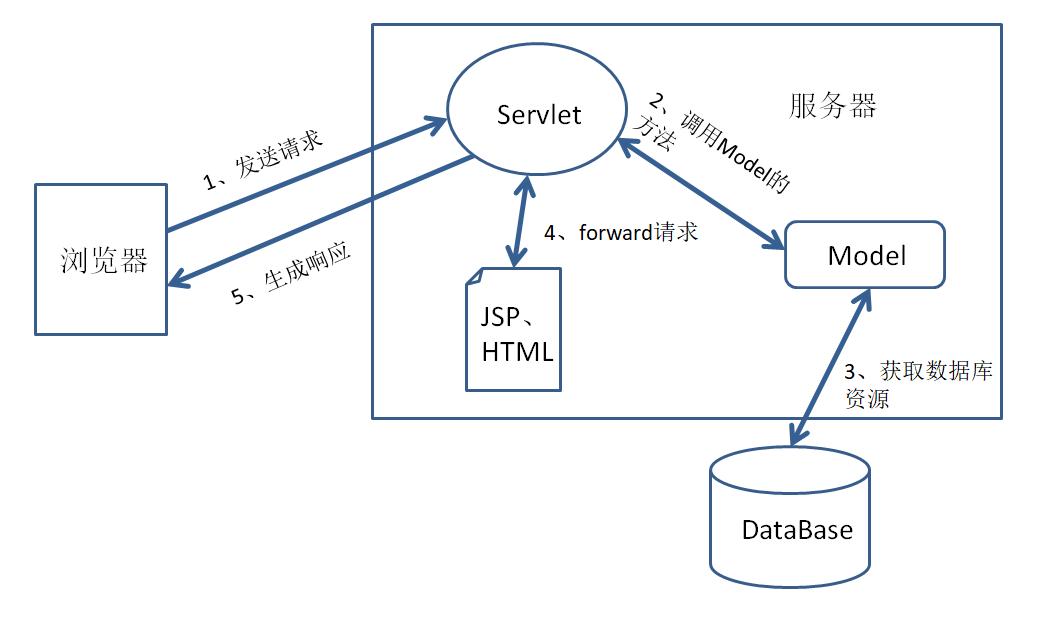 服务器
Servlet
2、调用Model的
方法
1、发送请求
浏览器
5、生成响应
4、forward请求
Model
JSP、
HTML
3、获取数据库
资源
DataBase